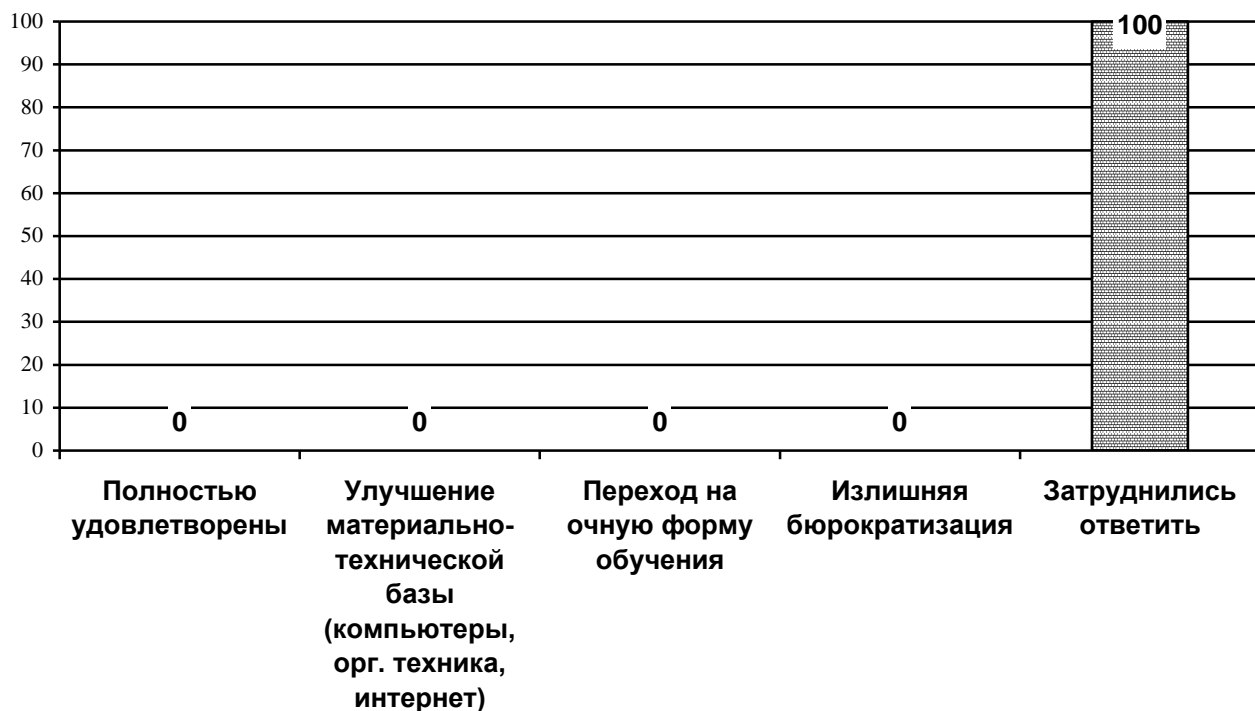 100
90
80
70
60
50
40
30
20
10
0
0
0
0
0
100
Полностью
удовлетворены
Улучшение
материально-
технической
базы
(компьютеры,
орг. техника,
интернет)
Переход на
очную форму
обучения
Излишняя
бюрократизация
Затруднились
ответить